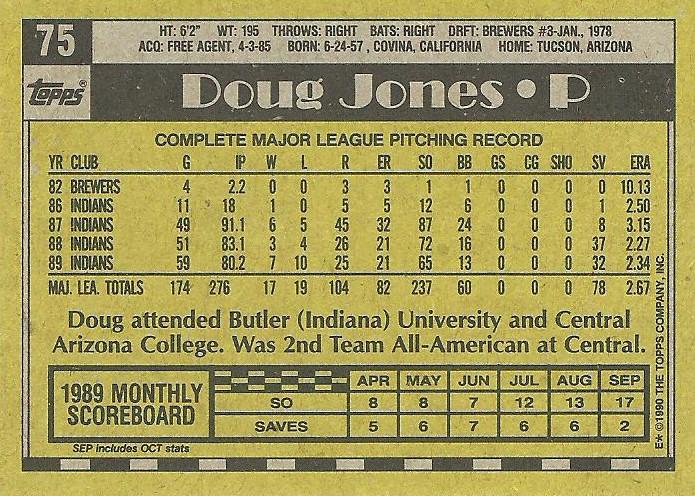 75 HT: 6'2" WT: 195 THROWS: RIGHT BATS: RIGHT DRFT: BREWERS #3-JAN., 1978
ACQ: FREE AGENT, 4-3-85 BORN: 6-24-57 , COVINA, CALIFORNIA HOME: TUCSON, ARIZONA
TOPPS® Doug Jones • P
COMPLETE MAJOR LEAGUE PITCHING RECORD
YR CLUB G IP W L R ER SO BB GS CG SHO SV ERA
82 BREWERS 4 2.2 0 0 3 3 1 1 0 0 0 0 10.13
86 INDIANS 11 18 1 0 5 5 12 6 0 0 0 1 2.50
87 INDIANS 49 91.1 6 5 45 32 87 24 0 0 0 8 3.15
88 INDIANS 51 83.1 3 4 26 21 72 16 0 0 0 37 2.27
89 INDIANS 59 80.2 7 10 25 21 65 13 0 0 0 32 2.34
MAJ. LEA. TOTALS 174 276 17 19 104 82 237 60 0 0 0 78 2.67
Doug attended Butler (Indiana) University and Central
Arizona College. Was 2nd Team All-American at Central.
1989 MONTHLY
SCOREBOARD
APR MAY JUN JUL AUG SEP
SO 8 8 7 12 13 17
SAVES 5 6 7 6 6 2
SEP includes OCT stats
E* ©1990 THE TOPPS COMPANY, INC.